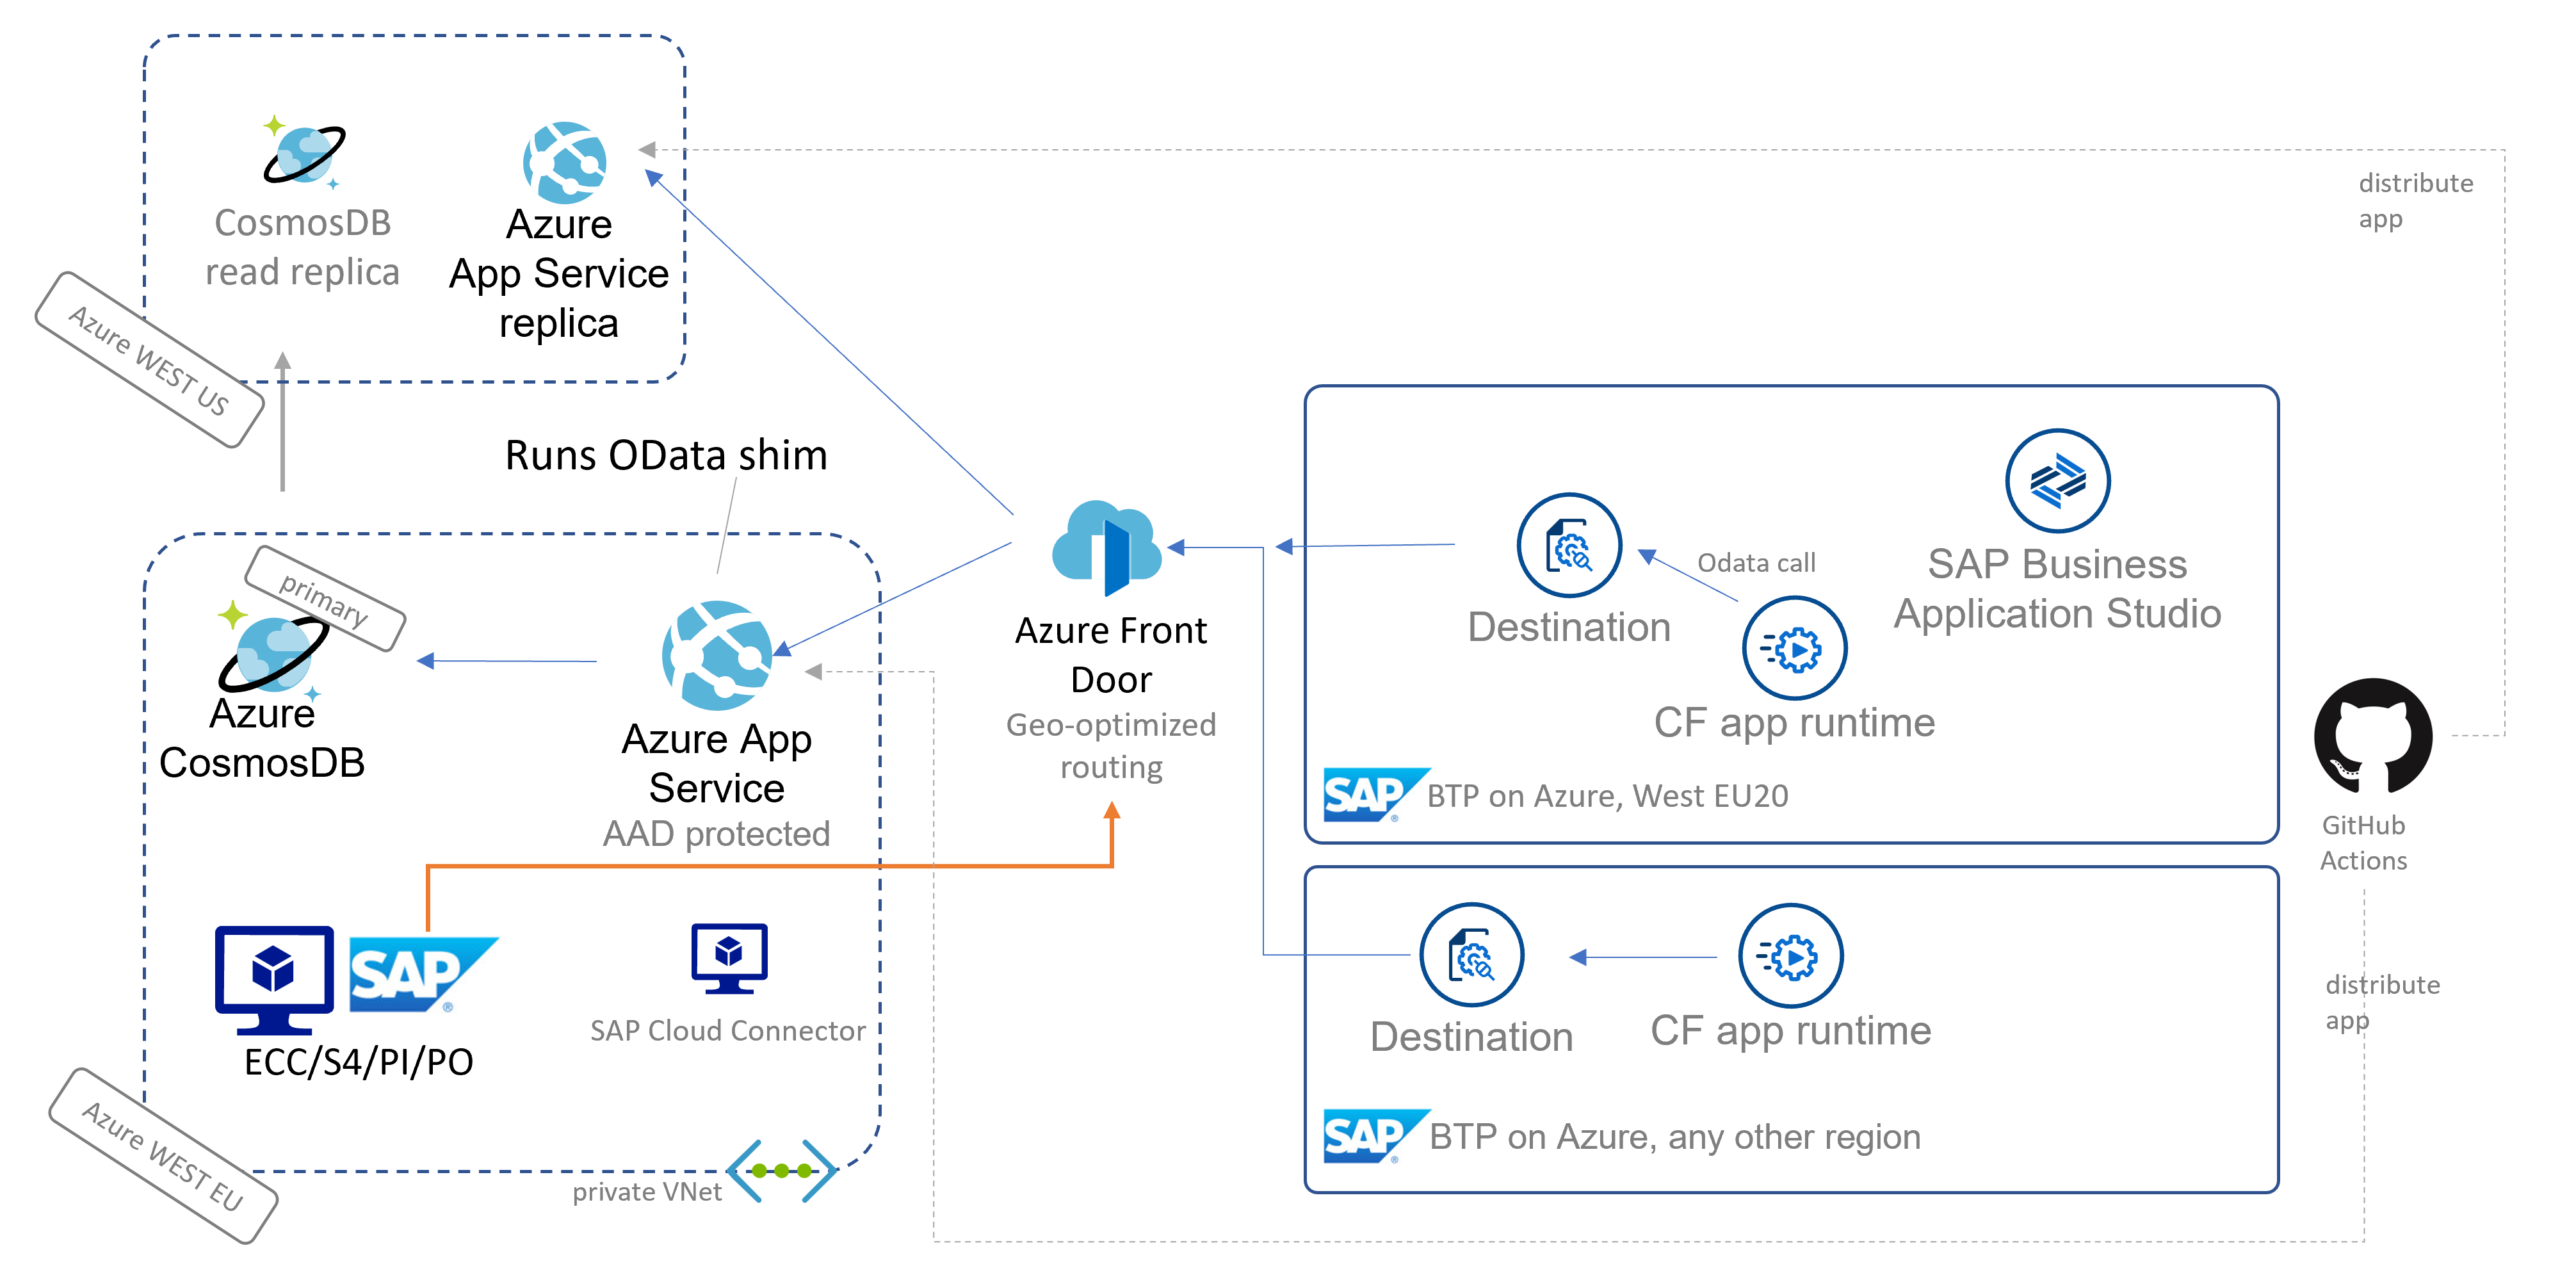 CosmosDB
read replica
Azure
App Service
replica
Azure WEST US
distribute
app
Runs OData shim
primary
Azure
CosmosDB
Azure App
Service
AAD protected
Azure Front
Door
Geo-optimized
routing
Destination
Odata call
CF app runtime
SAP Business
Application Studio
SAP®
BTP on Azure, West EU20
GitHub
Actions
SAP®
ECC/S4/PI/PO
SAP Cloud Connector
Azure WEST EU
private VNet
Destination
CF app runtime
SAP®
BTP on Azure, any other region
distribute
app